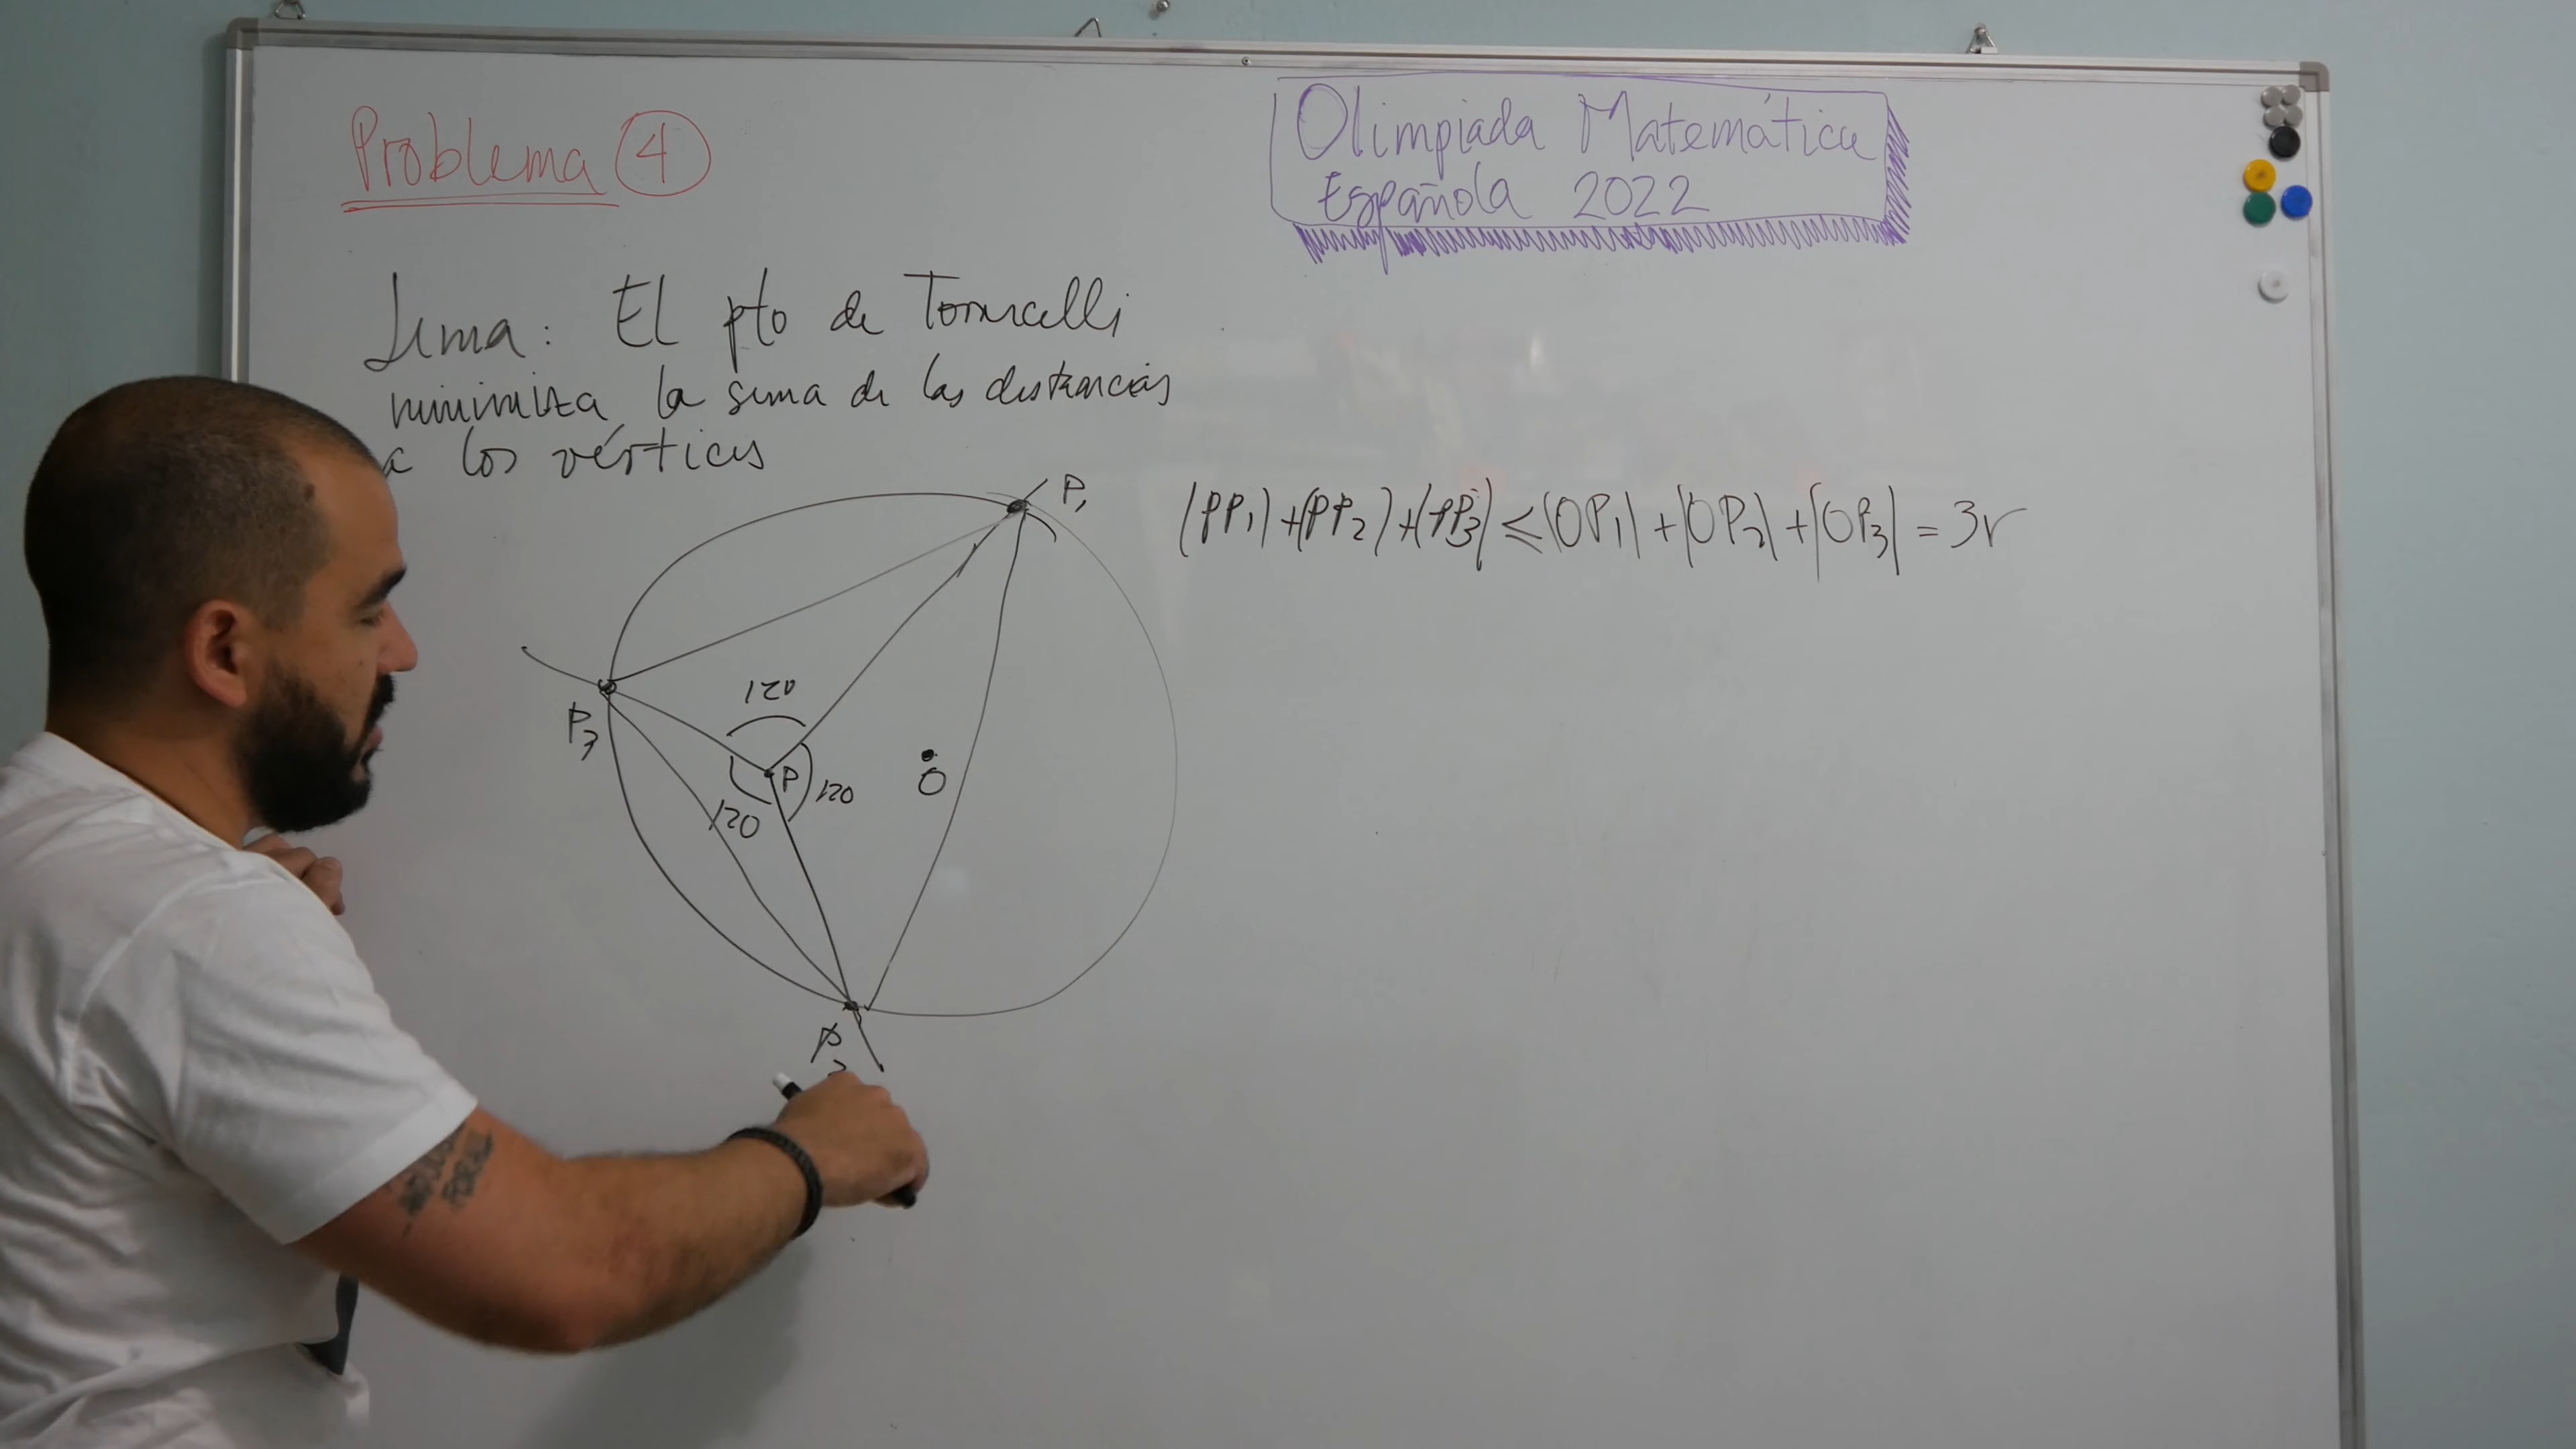 Problema 4
Olimpiada Matemática
Española 2022
Lema: El pto de Torricelli
minimiza la suma de las distancias
a los vértices
P1
|PP1|+|PP2|+|PP3| ≤ |OP1| + |OP2| + |OP3| = 3r
P3
120
P
120
120
O
P2